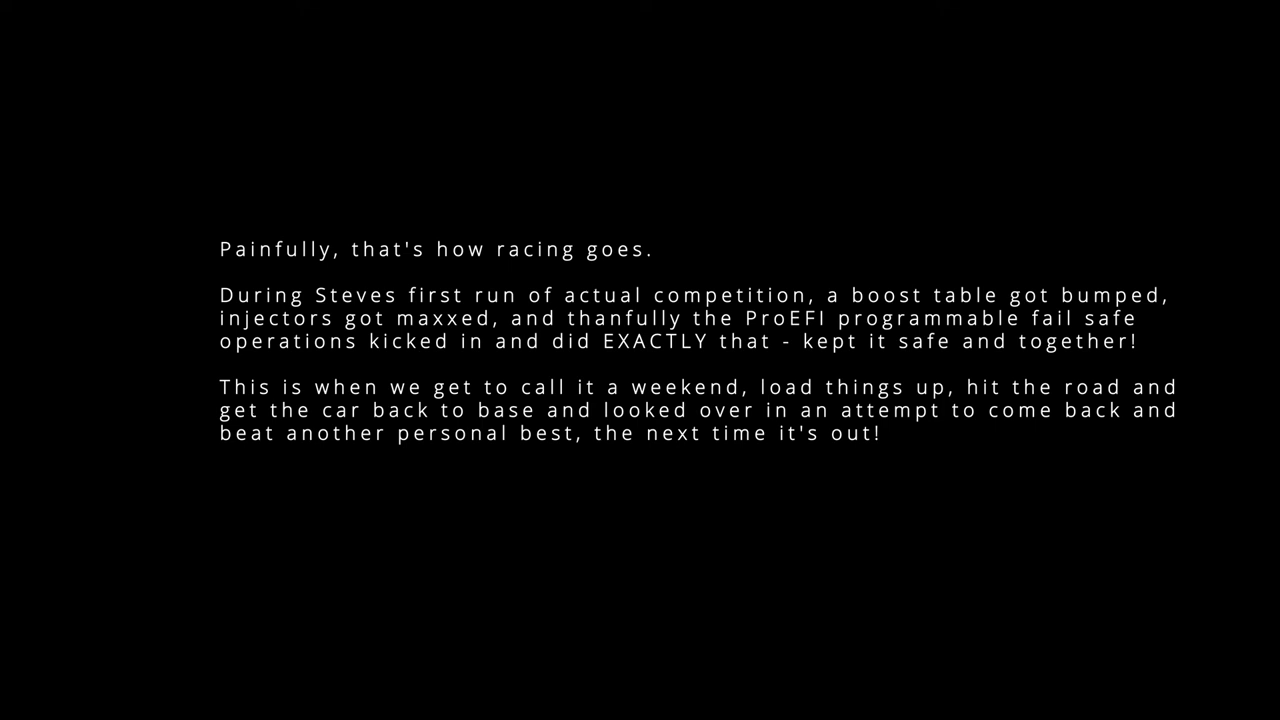 Painfully, that's how racing goes.
During Steves first run of actual competition, a boost table got bumped,
injectors got maxxed, and thanfully the ProEFI programmable fail safe
operations kicked in and did EXACTLY that - kept it safe and together!
This is when we get to call it a weekend, load things up, hit the road and
get the car back to base and looked over in an attempt to come back and
beat another personal best, the next time it's out!